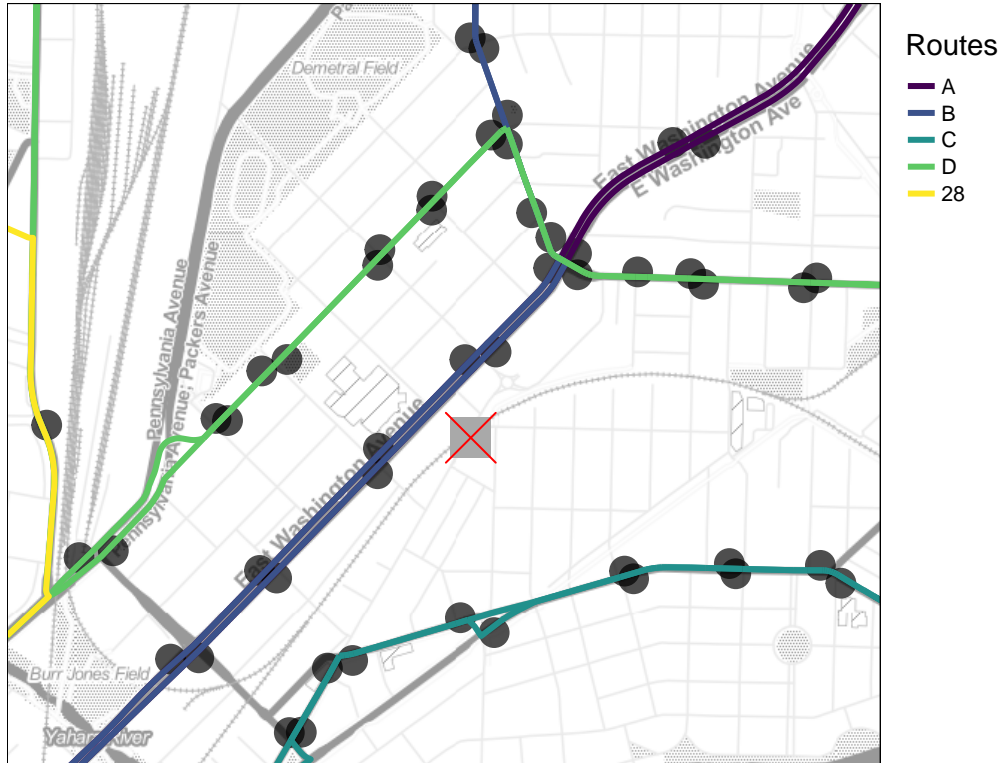 Pa
Demetral Field
East Washington Avenue
E Washington Ave
Pennsylvania Avenue
Pennsylvania Avenue; Packers Avenue
East Washington Avenue
Burr Jones Field
Yahara River
Routes
A
B
C
D
28